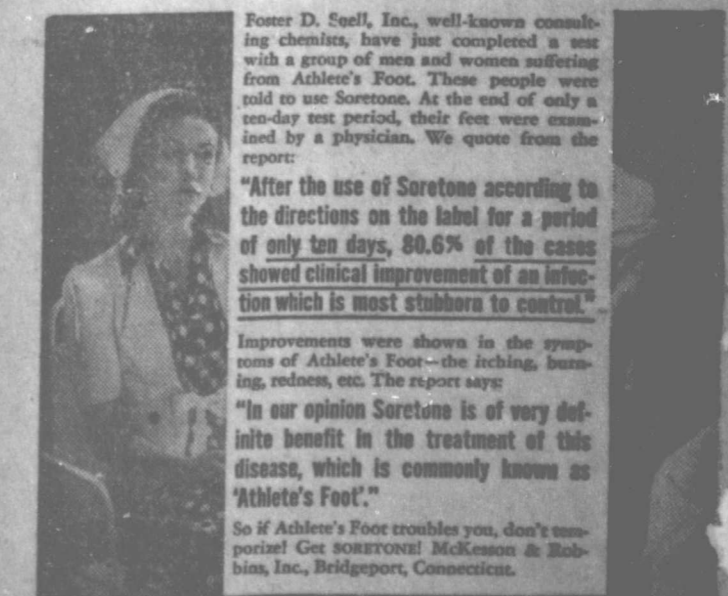 Foster D. Snell, Inc., well-known consult-
ing chemists, have just completed a test
with a group of men and women suffering
from Athlete's Foot. These people were
told to use Soretone. At the end of only a
ten-day test period, their feet were exam-
ined by a physician. We quote from the
report:
"After the use of Soretone according to
the directions on the label for a period
of only ten days, 80.6% of the cases
showed clinical improvement of an infec-
tion which is most stubborn to control."
Improvements were shown in the symp-
toms of Athlete's Foot—the itching, burn-
ing, redness, etc. The report says:
"In our opinion Soretone is of very def-
inite benefit in the treatment of this
disease, which is commonly known as
'Athlete's Foot'."
So if Athlete's Foot troubles you, don't tem-
porize! Get SORETONE! McKesson & Rob-
bins, Inc., Bridgeport, Connecticut.